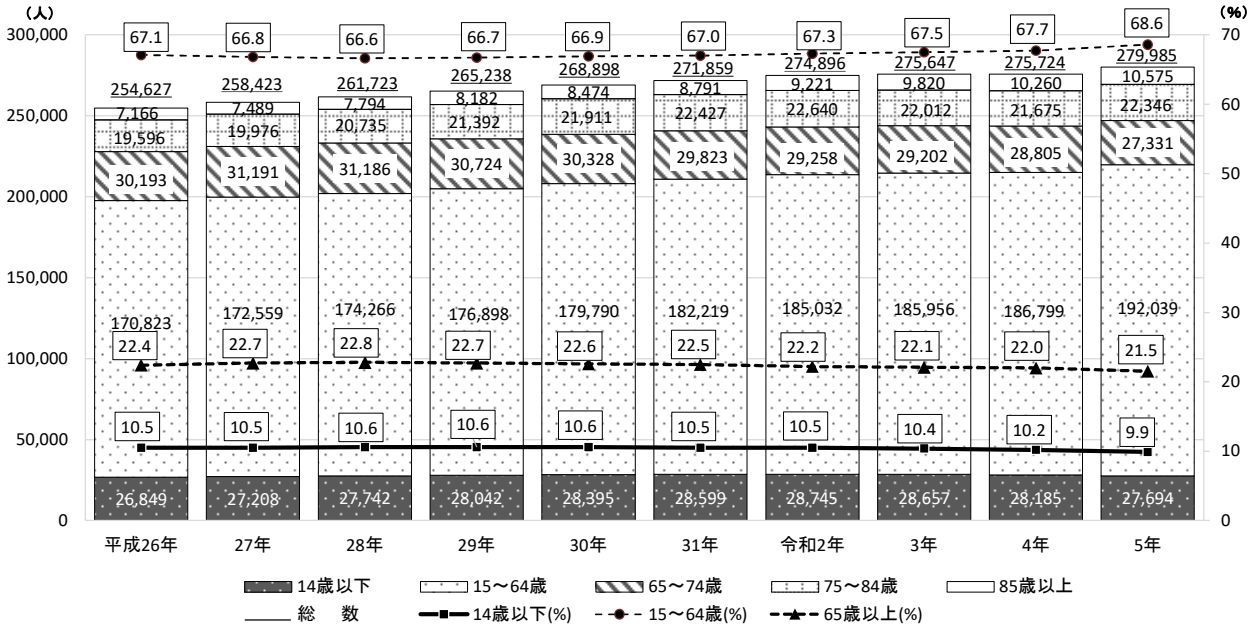 （人） （%）
300,000 67.1 66.8 66.6 66.7 66.9 67.0 67.3 67.5 67.7 68.6 70
254,627 258,423 261,723 265,238 268,898 271,859 274,896 275,647 275,724 279,985
7,166 7,489 7,794 8,182 8,474 8,791 9,221 9,820 10,260 10,575
250,000 60
19,596 19,976 20,735 21,392 21,911 22,427 22,640 22,012 21,675 22,346
30,193 31,191 31,186 30,724 30,328 29,823 29,258 29,202 28,805 27,331
200,000 50
40
150,000
170,823 172,559 174,266 176,898 179,790 182,219 185,032 185,956 186,799 192,039
30
22.4 22.7 22.8 22.7 22.6 22.5 22.2 22.1 22.0 21.5
100,000 20
10.5 10.5 10.6 10.6 10.6 10.5 10.5 10.4 10.2 9.9
50,000 10
26,849 27,208 27,742 28,042 28,395 28,599 28,745 28,657 28,185 27,694
0 0
平成26年 27年 28年 29年 30年 31年 令和2年 3年 4年 5年
14歳以下 15～64歳 65～74歳 75～84歳 85歳以上
総　数 14歳以下(%) 15～64歳(%) 65歳以上(%)